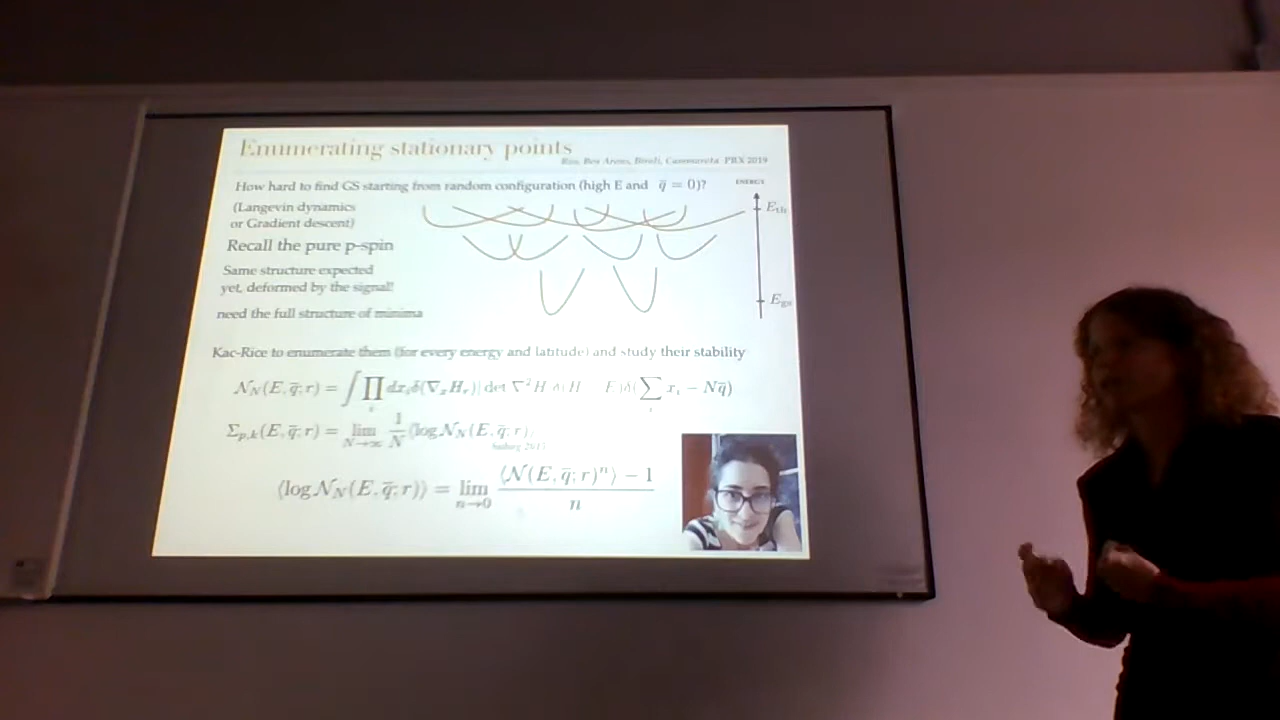 Enumerating stationary points
Ros, Ben Arous, Biroli, Cammarota PRX 2019
How hard to find GS starting from random configuration (high E and q̅ = 0)?
ENERGY
(Langevin dynamics
or Gradient descent)
E_th
Recall the pure p-spin
Same structure expected
yet, deformed by the signal!
E_gs
need the full structure of minima
Kac-Rice to enumerate them (for every energy and latitude) and study their stability
𝒩_N(E, q̅; r) = ∫ ∏_i dx_i δ(∇_x H_r)| det ∇²H δ(H E)δ(∑_i x_i − Nq̅)
Σ_{p,k}(E, q̅; r) = lim_{N→∞} 1/N ⟨log 𝒩_N(E, q̅; r)⟩
⟨log 𝒩_N(E, q̅; r)⟩ = lim_{n→0} (⟨𝒩(E, q̅; r)^n⟩ − 1)/n